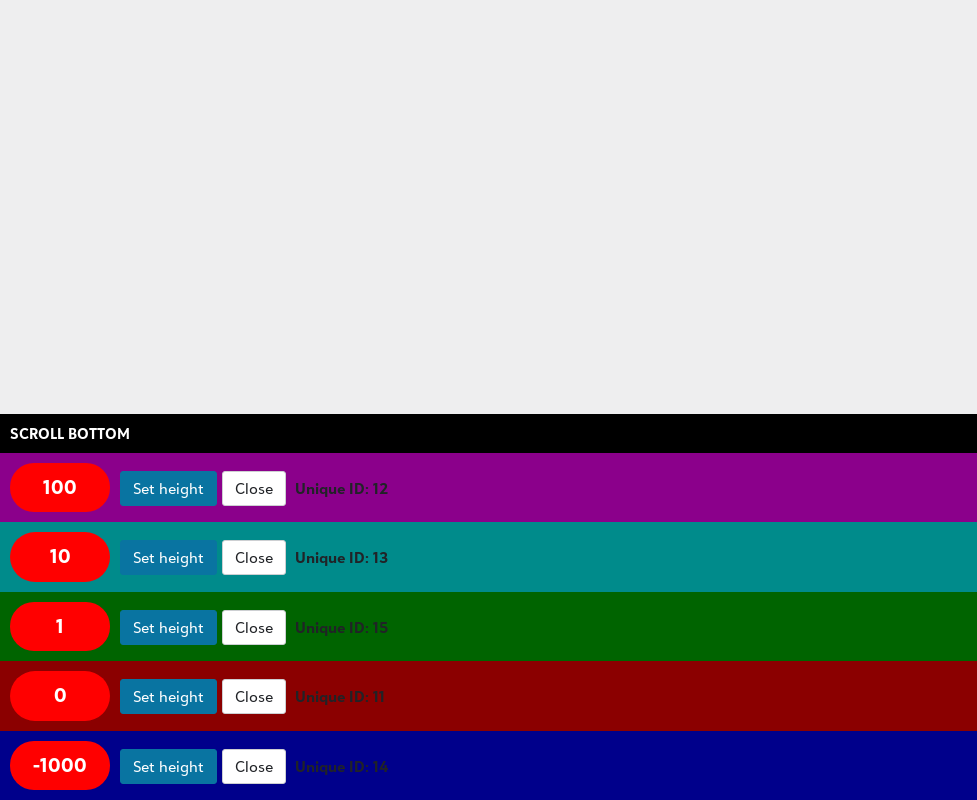 SCROLL BOTTOM
100 Set height Close Unique ID: 12
10 Set height Close Unique ID: 13
1 Set height Close Unique ID: 15
0 Set height Close Unique ID: 11
-1000 Set height Close Unique ID: 14